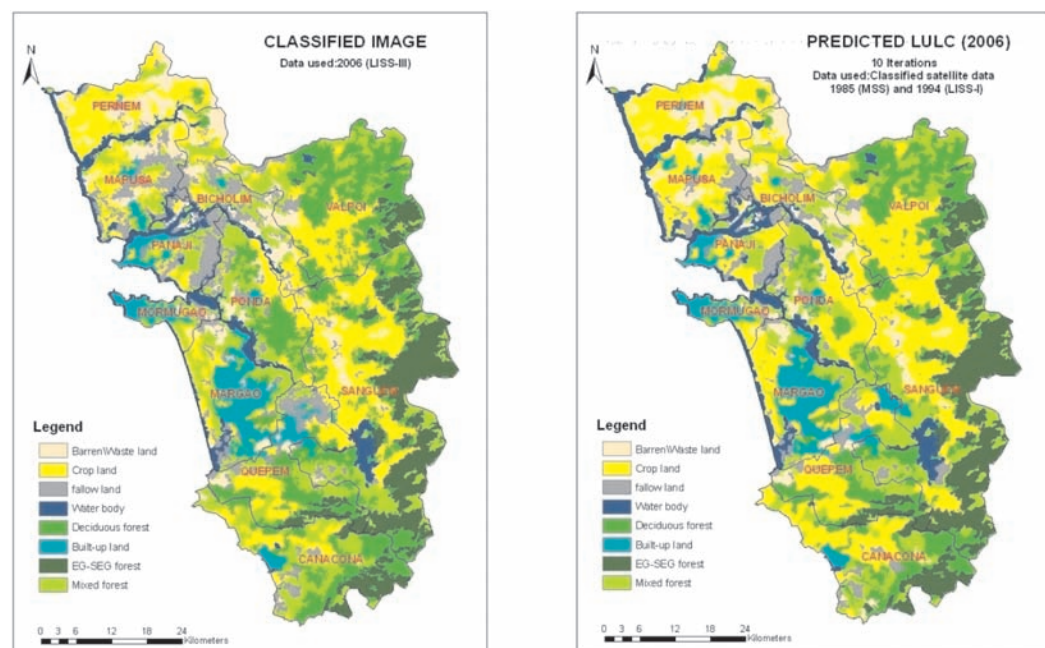 CLASSIFIED IMAGE
Data used:2006 (LISS-III)
N
PERNEM
MAPUSA
BICHOLIM
VALPOI
PANAJI
PONDA
MORMUGAO
MARGAO
SANGUEM
QUEPEM
CANACONA
Legend
Barren\Waste land
Crop land
fallow land
Water body
Deciduous forest
Built-up land
EG-SEG forest
Mixed forest
0 3 6 12 18 24
Kilometers
PREDICTED LULC (2006)
10 Iterations
Data used:Classified satellite data
1985 (MSS) and 1994 (LISS-I)
N
PERNEM
MAPUSA
BICHOLIM
VALPOI
PANAJI
PONDA
MORMUGAO
MARGAO
SANGUEM
QUEPEM
CANACONA
Legend
Barren\Waste land
Crop land
fallow land
Water body
Deciduous forest
Built-up land
EG-SEG forest
Mixed forest
0 3 6 12 18 24
Kilometers